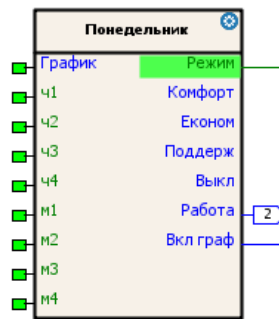 Понедельник
График Режим
ч1 Комфорт
ч2 Економ
ч3 Поддерж
ч4 Выкл
м1 Работа 2
м2 Вкл граф
м3
м4